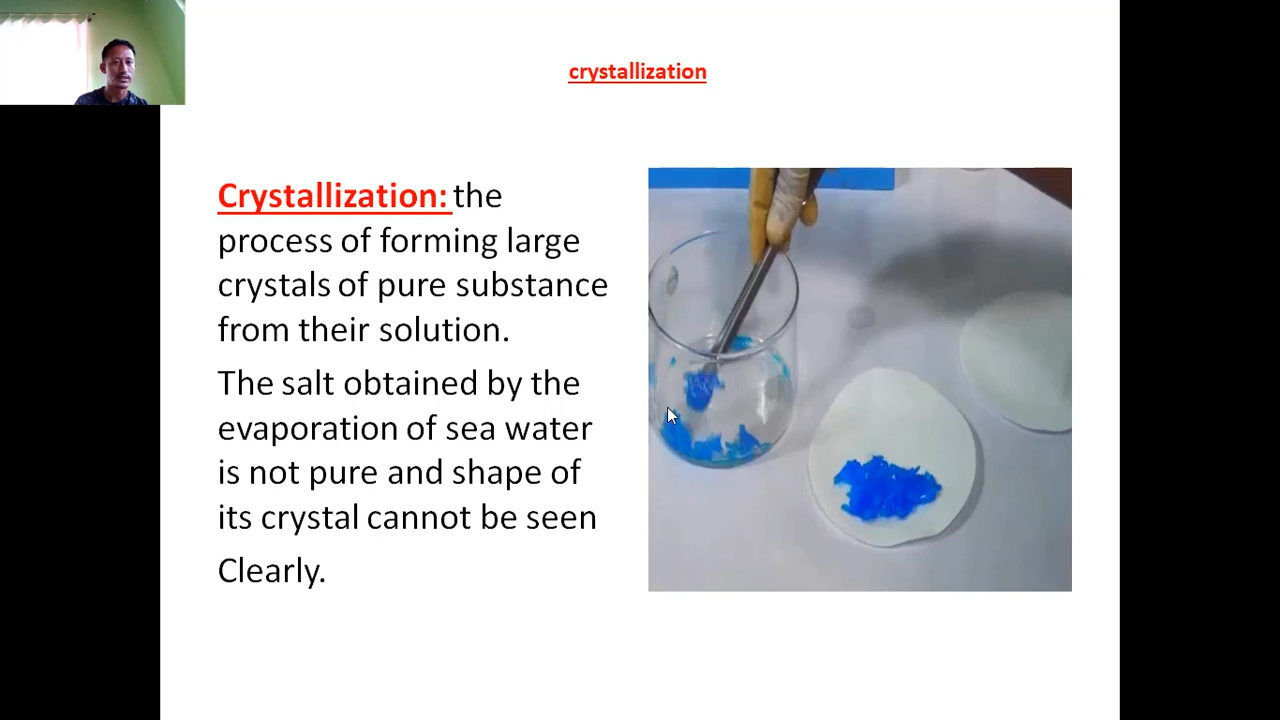 crystallization
Crystallization: the
process of forming large
crystals of pure substance
from their solution.
The salt obtained by the
evaporation of sea water
is not pure and shape of
its crystal cannot be seen
Clearly.